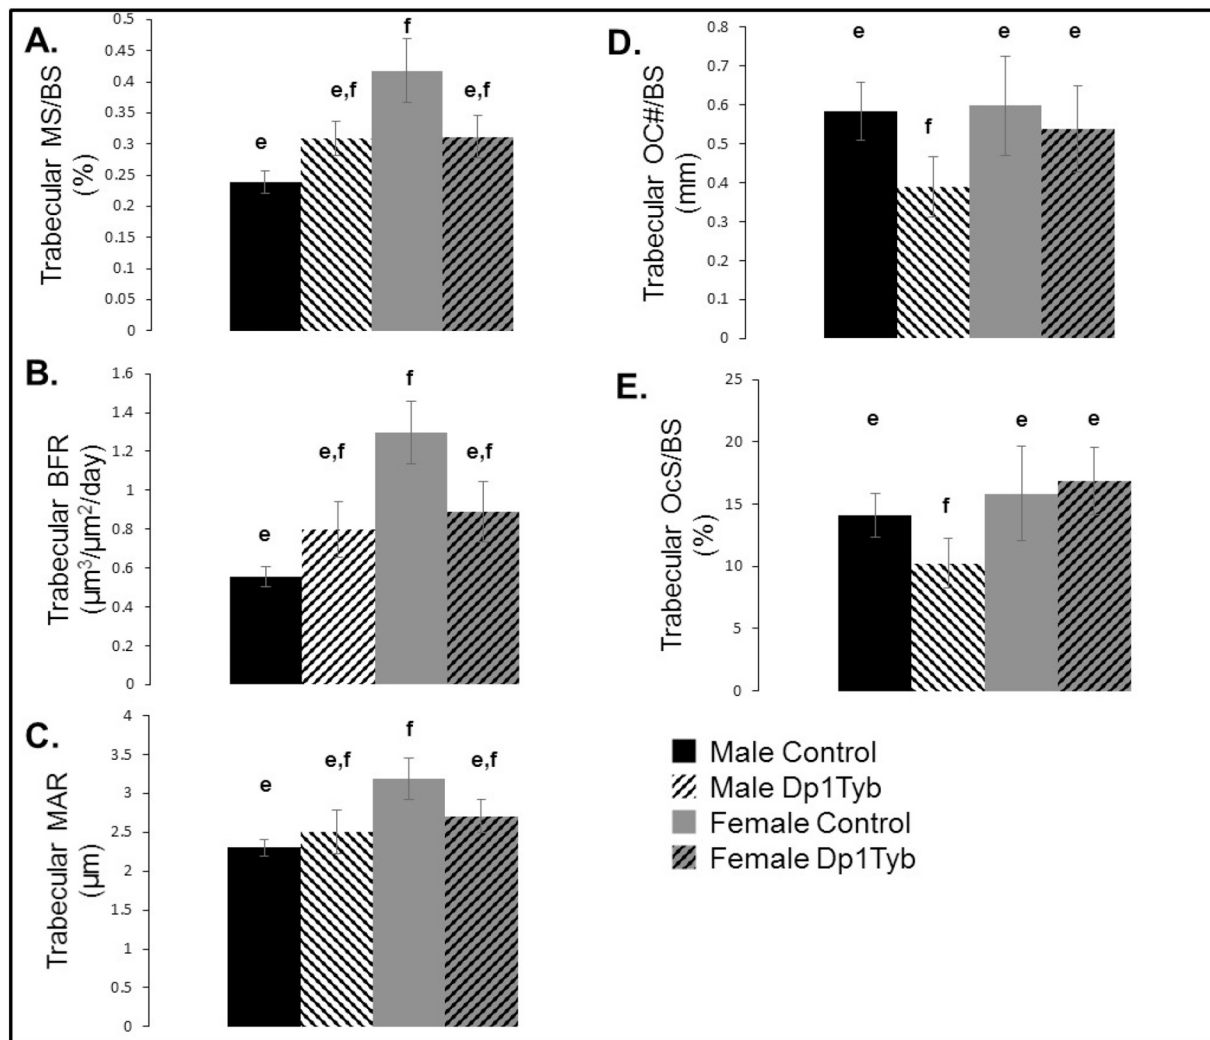 A.
Trabecular MS/BS
(%)
0.5
0.45
0.4
0.35
0.3
0.25
0.2
0.15
0.1
0.05
0
e
e,f
f
e,f
B.
Trabecular BFR
(µm³/µm²/day)
1.6
1.4
1.2
1
0.8
0.6
0.4
0.2
0
e
e,f
f
e,f
C.
Trabecular MAR
(µm)
4
3.5
3
2.5
2
1.5
1
0.5
0
e
e,f
f
e,f
D.
Trabecular OC#/BS
(mm)
0.8
0.7
0.6
0.5
0.4
0.3
0.2
0.1
0
e
f
e
e
E.
Trabecular OcS/BS
(%)
25
20
15
10
5
0
e
f
e
e
Male Control
Male Dp1Tyb
Female Control
Female Dp1Tyb